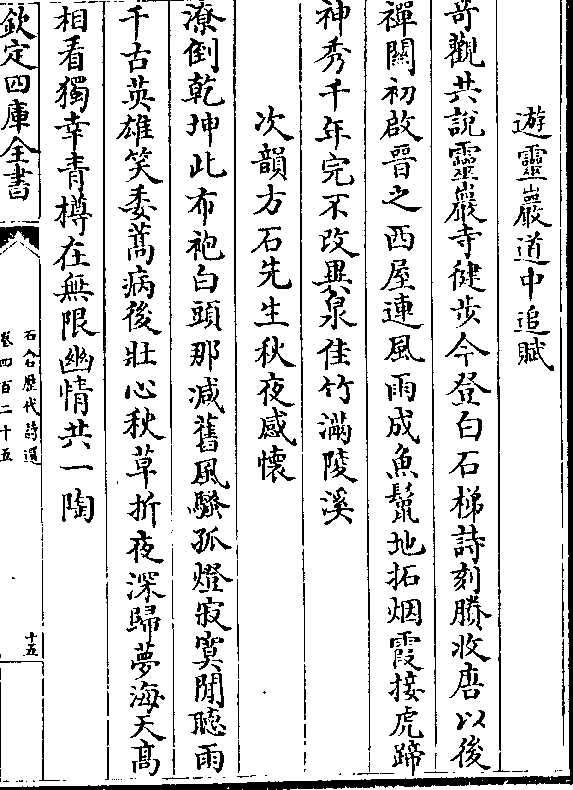 遊靈巖道中追賦
奇觀共說靈巖寺健步今登白石梯詩刻賸收唐以後
禪關初啟晉之西屋連風雨成魚鬛地拓烟霞接虎蹄
神秀千年完不改異泉佳竹滿陵溪
次韻方石先生秋夜感懷
潦倒乾坤此布袍白頭那減舊風騷孤燈寂寞閒聽雨
千古英雄笑委蒿病後壯心秋草折夜深歸夢海天髙
相看獨幸青樽在無限幽情共一陶
欽定四庫全書
石倉歷代詩選
卷四百二十五
十五